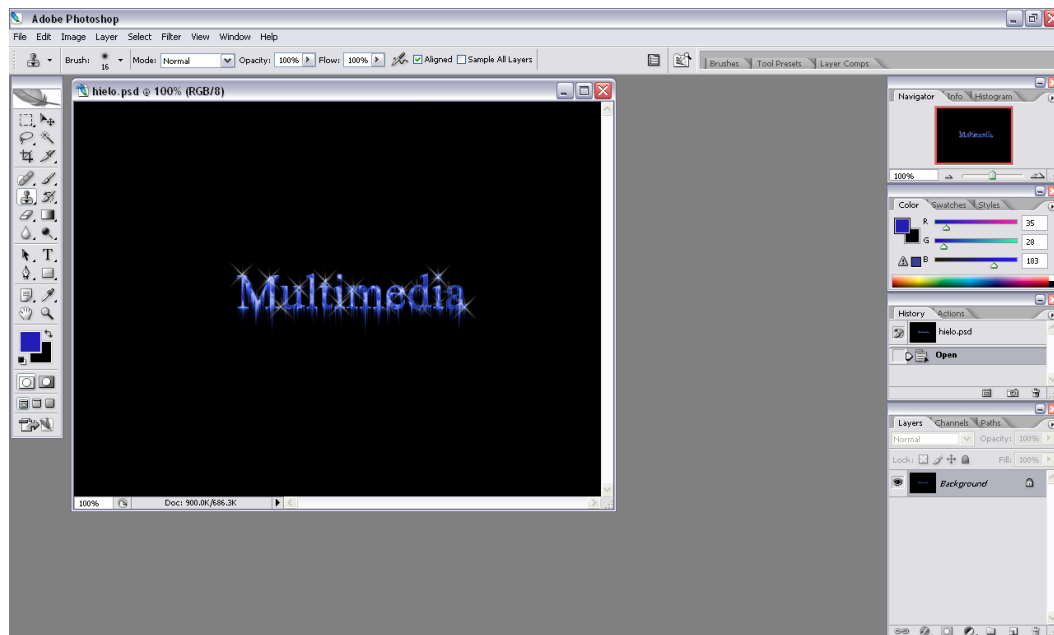 Adobe Photoshop
File Edit Image Layer Select Filter View Window Help
Brush: 16 Mode: Normal Opacity: 100% Flow: 100% Aligned Sample All Layers
Brushes Tool Presets Layer Comps
hielo.psd @ 100% (RGB/8)
Multimedia
100% Doc: 900.0K/686.3K
Navigator Info Histogram
Multimedia
100%
Color Swatches Styles
R 35
G 28
B 183
History Actions
hielo.psd
Open
Layers Channels Paths
Normal Opacity: 100%
Lock: Fill: 100%
Background